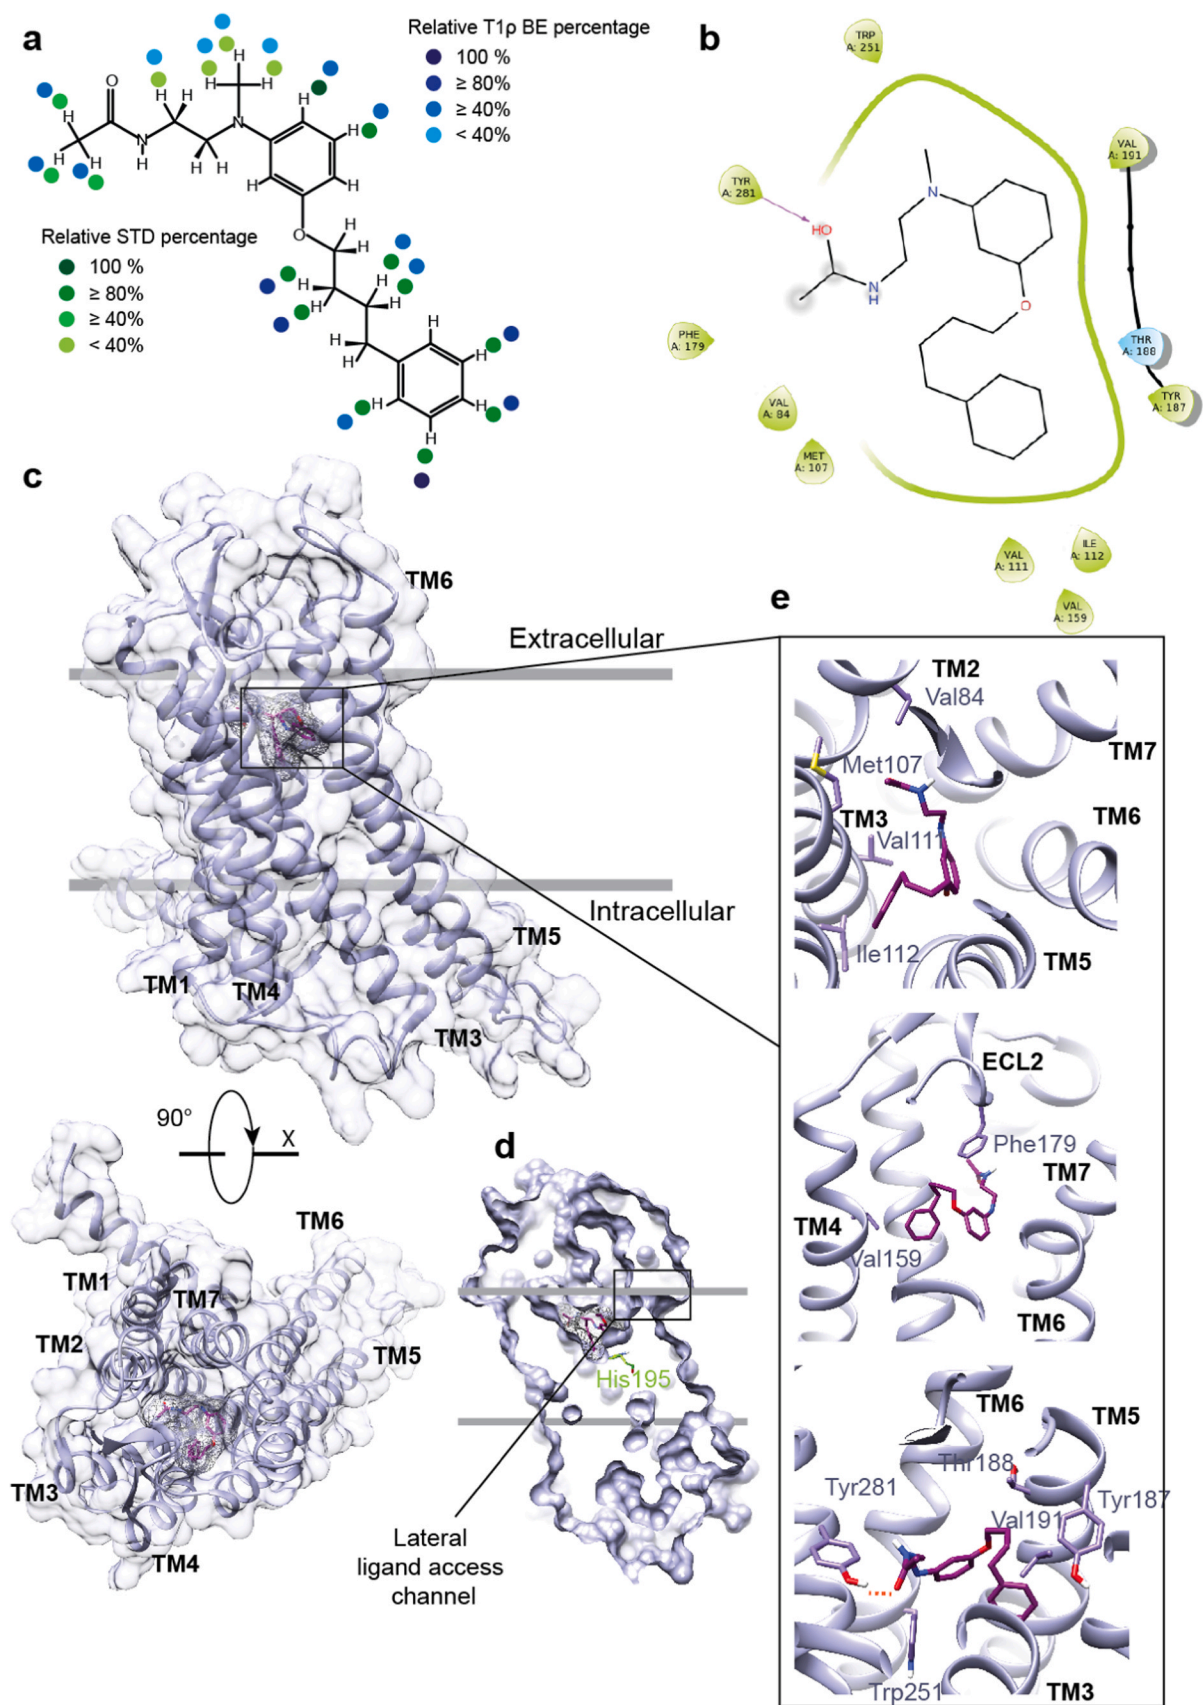 a
Relative T1ρ BE percentage
100 %
≥ 80%
≥ 40%
< 40%
H
H H
H H
H H
O
H
N
H
N
H
H
H
H
H
H H
H
H
H
H
O
H
H
H
H
H
H
H H
H
H
H
H
H
Relative STD percentage
100 %
≥ 80%
≥ 40%
< 40%
b
TRP
A: 251
VAL
A: 191
TYR
A: 281
HO
N
N
H
O
PHE
A: 179
THR
A: 188
TYR
A: 187
VAL
A: 84
MET
A: 107
VAL
A: 111
ILE
A: 112
VAL
A: 159
c
TM6
Extracellular
Intracellular
TM5
TM1
TM4
TM3
90°
X
TM6
TM1
TM7
TM2
TM5
TM3
TM4
d
His195
Lateral
ligand access
channel
e
TM2
Val84
TM7
Met107
TM3
TM6
Val111
Ile112
TM5
ECL2
Phe179
TM7
TM4
Val159
TM6
TM6
TM5
Thr188
Tyr281
Tyr187
Val191
Trp251
TM3